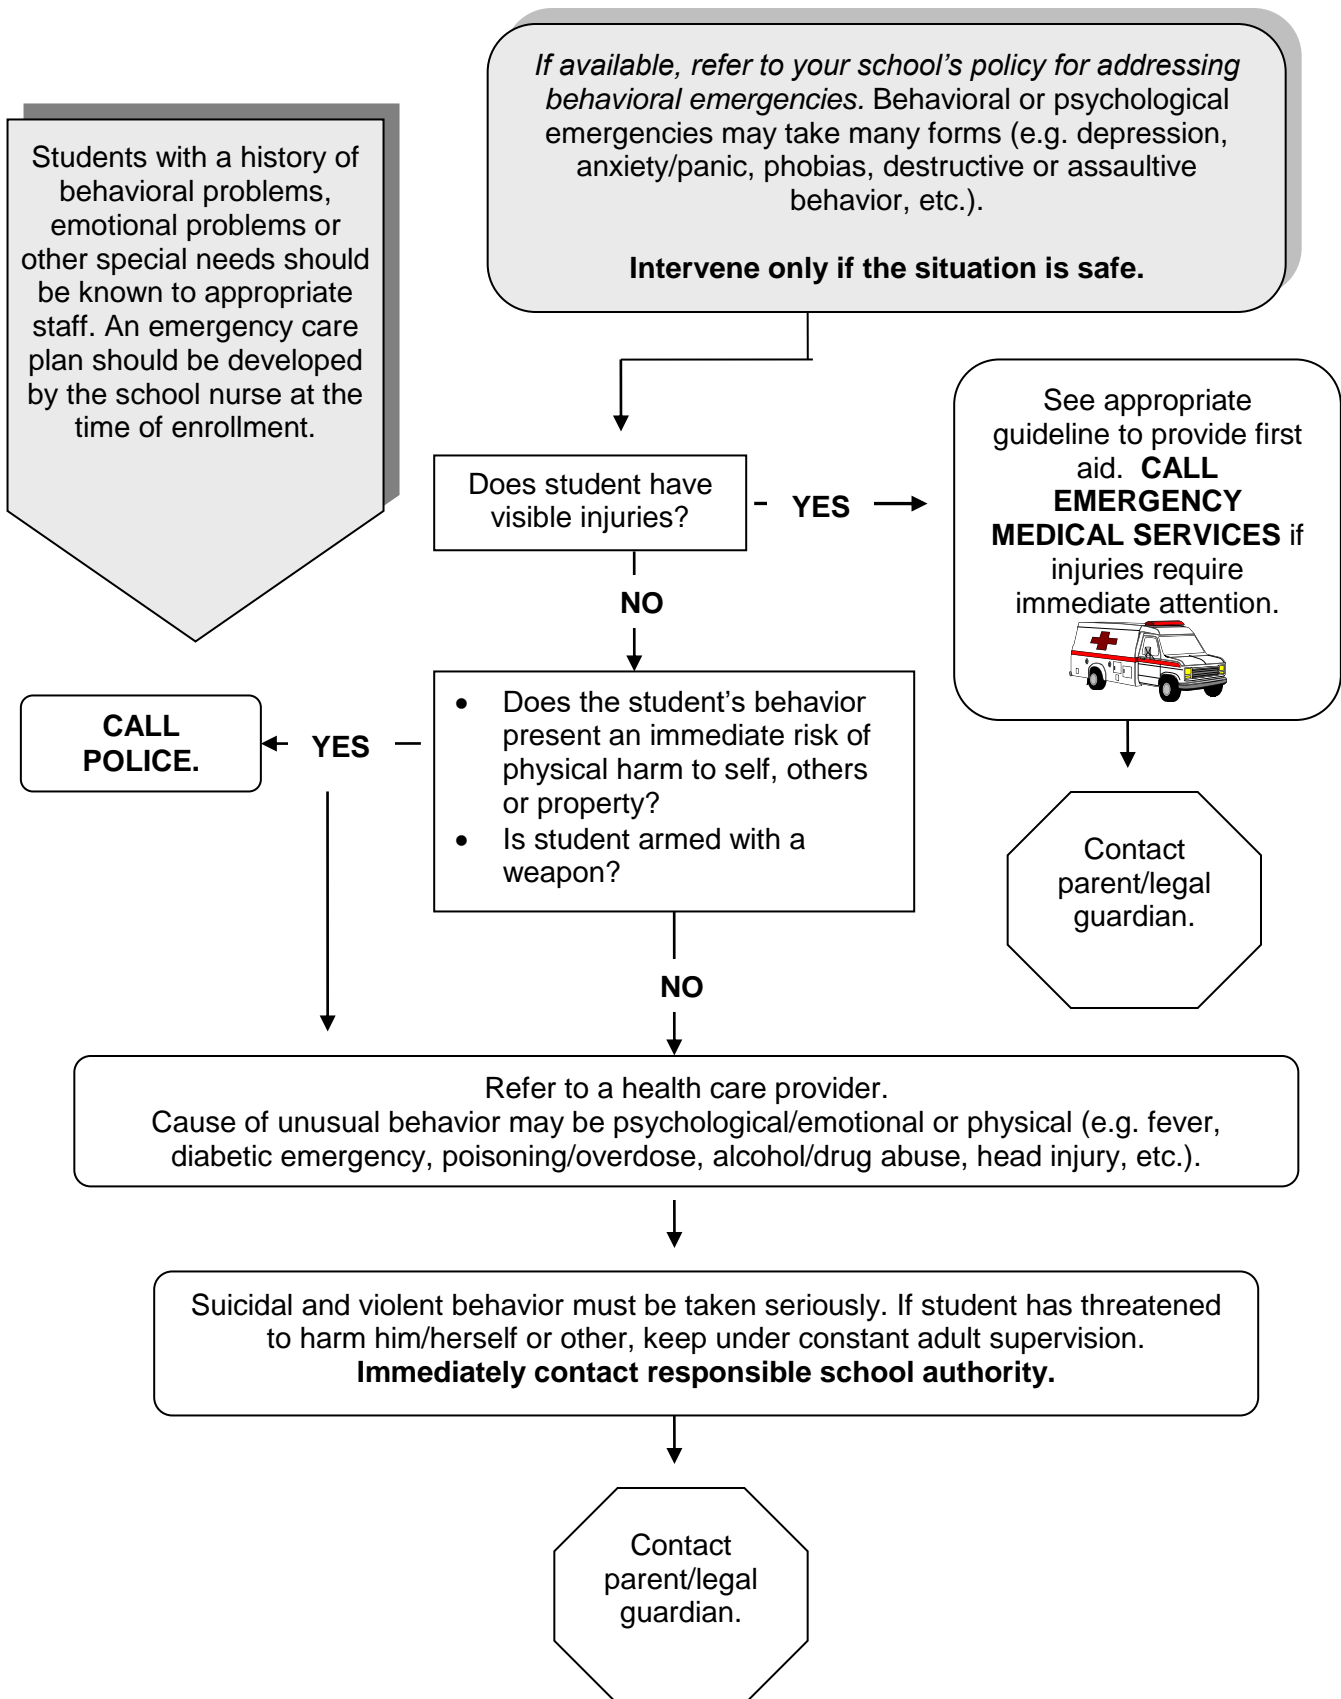 If available, refer to your school's policy for addressing
behavioral emergencies. Behavioral or psychological
emergencies may take many forms (e.g. depression,
anxiety/panic, phobias, destructive or assaultive
behavior, etc.).
Intervene only if the situation is safe.
Students with a history of
behavioral problems,
emotional problems or
other special needs should
be known to appropriate
staff. An emergency care
plan should be developed
by the school nurse at the
time of enrollment.
Does student have
visible injuries?
YES
See appropriate
guideline to provide first
aid. CALL
EMERGENCY
MEDICAL SERVICES if
injuries require
immediate attention.
Contact
parent/legal
guardian.
NO
• Does the student's behavior
present an immediate risk of
physical harm to self, others
or property?
• Is student armed with a
weapon?
YES
CALL
POLICE.
NO
Refer to a health care provider.
Cause of unusual behavior may be psychological/emotional or physical (e.g. fever,
diabetic emergency, poisoning/overdose, alcohol/drug abuse, head injury, etc.).
Suicidal and violent behavior must be taken seriously. If student has threatened
to harm him/herself or other, keep under constant adult supervision.
Immediately contact responsible school authority.
Contact
parent/legal
guardian.